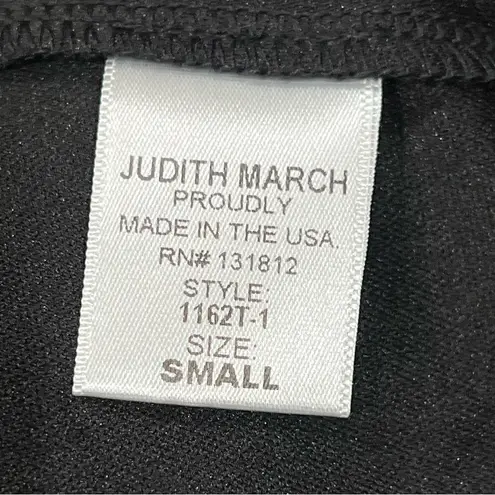 JUDITH MARCH
PROUDLY
MADE IN THE USA.
RN# 131812
STYLE:
1162T-1
SIZE:
SMALL